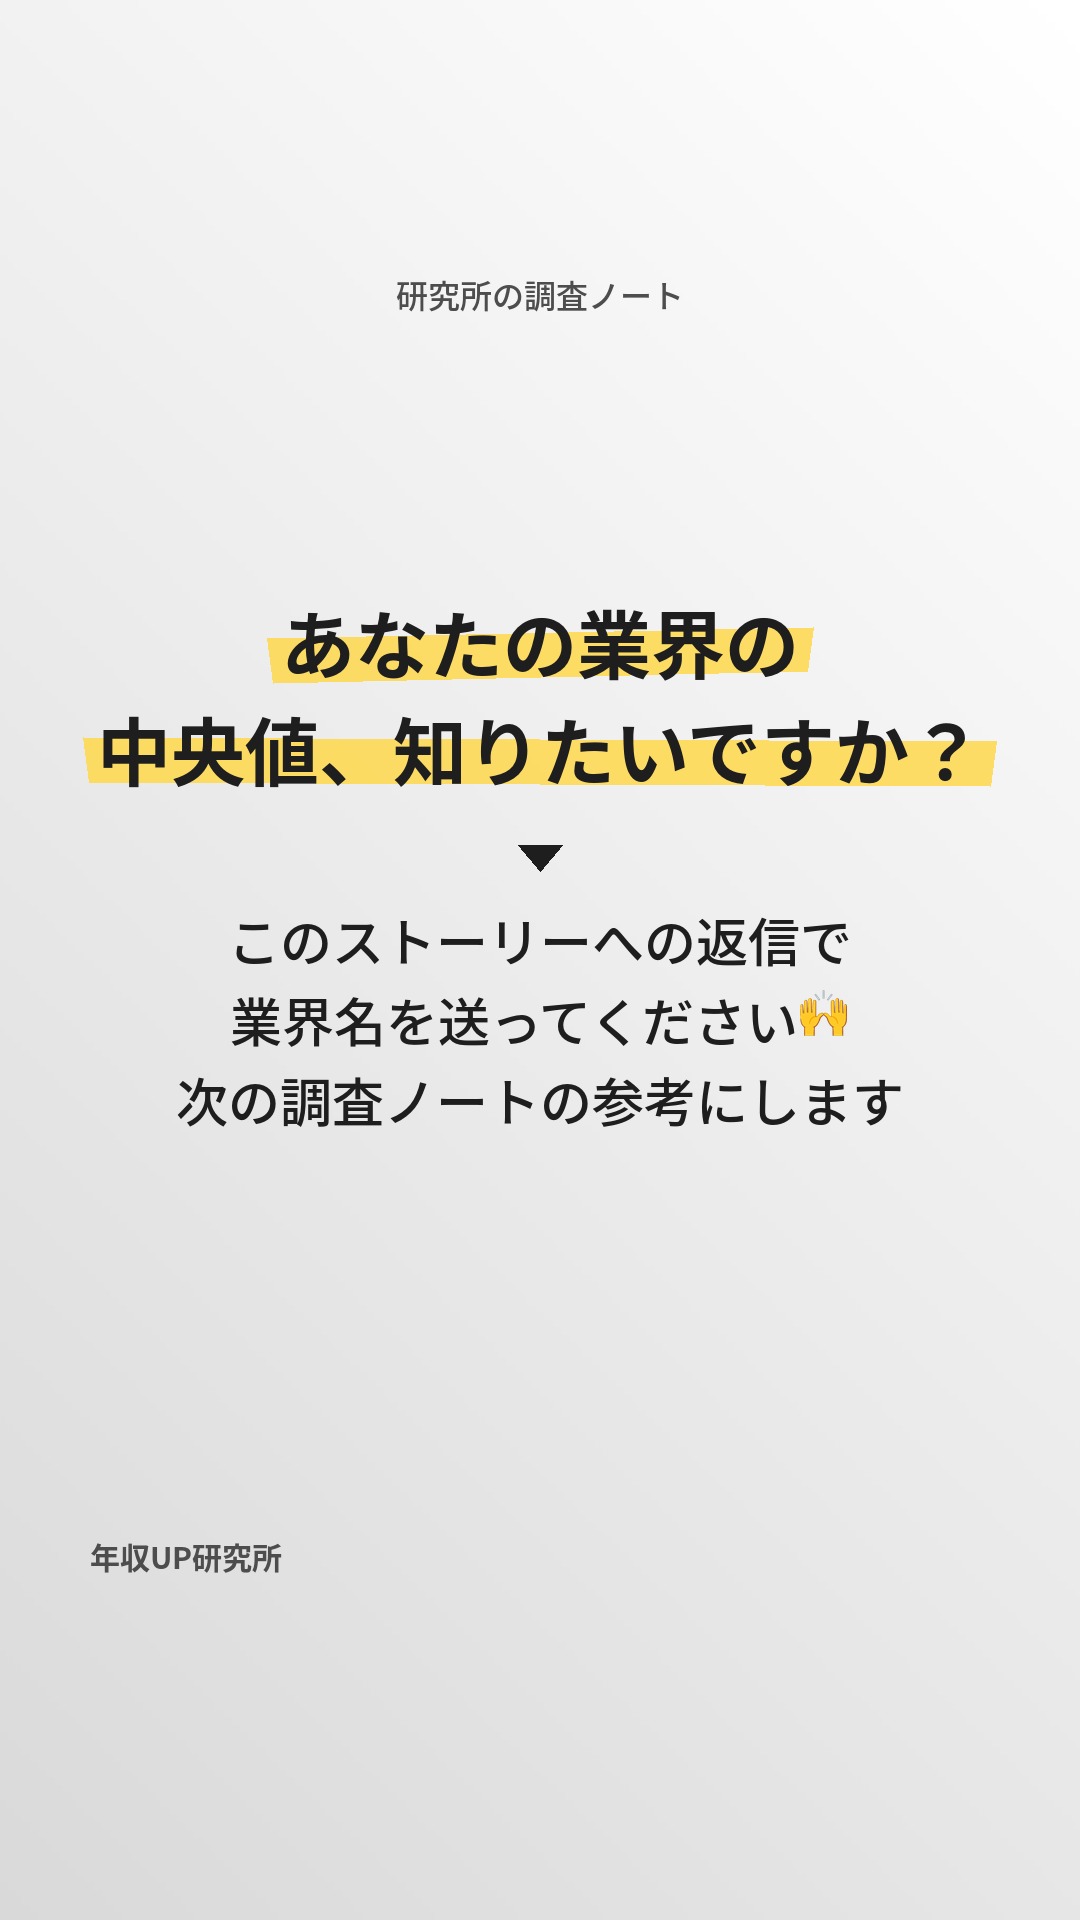 研究所の調査ノート
あなたの業界の
中央値、知りたいですか？
このストーリーへの返信で
業界名を送ってください🙌
次の調査ノートの参考にします
年収UP研究所